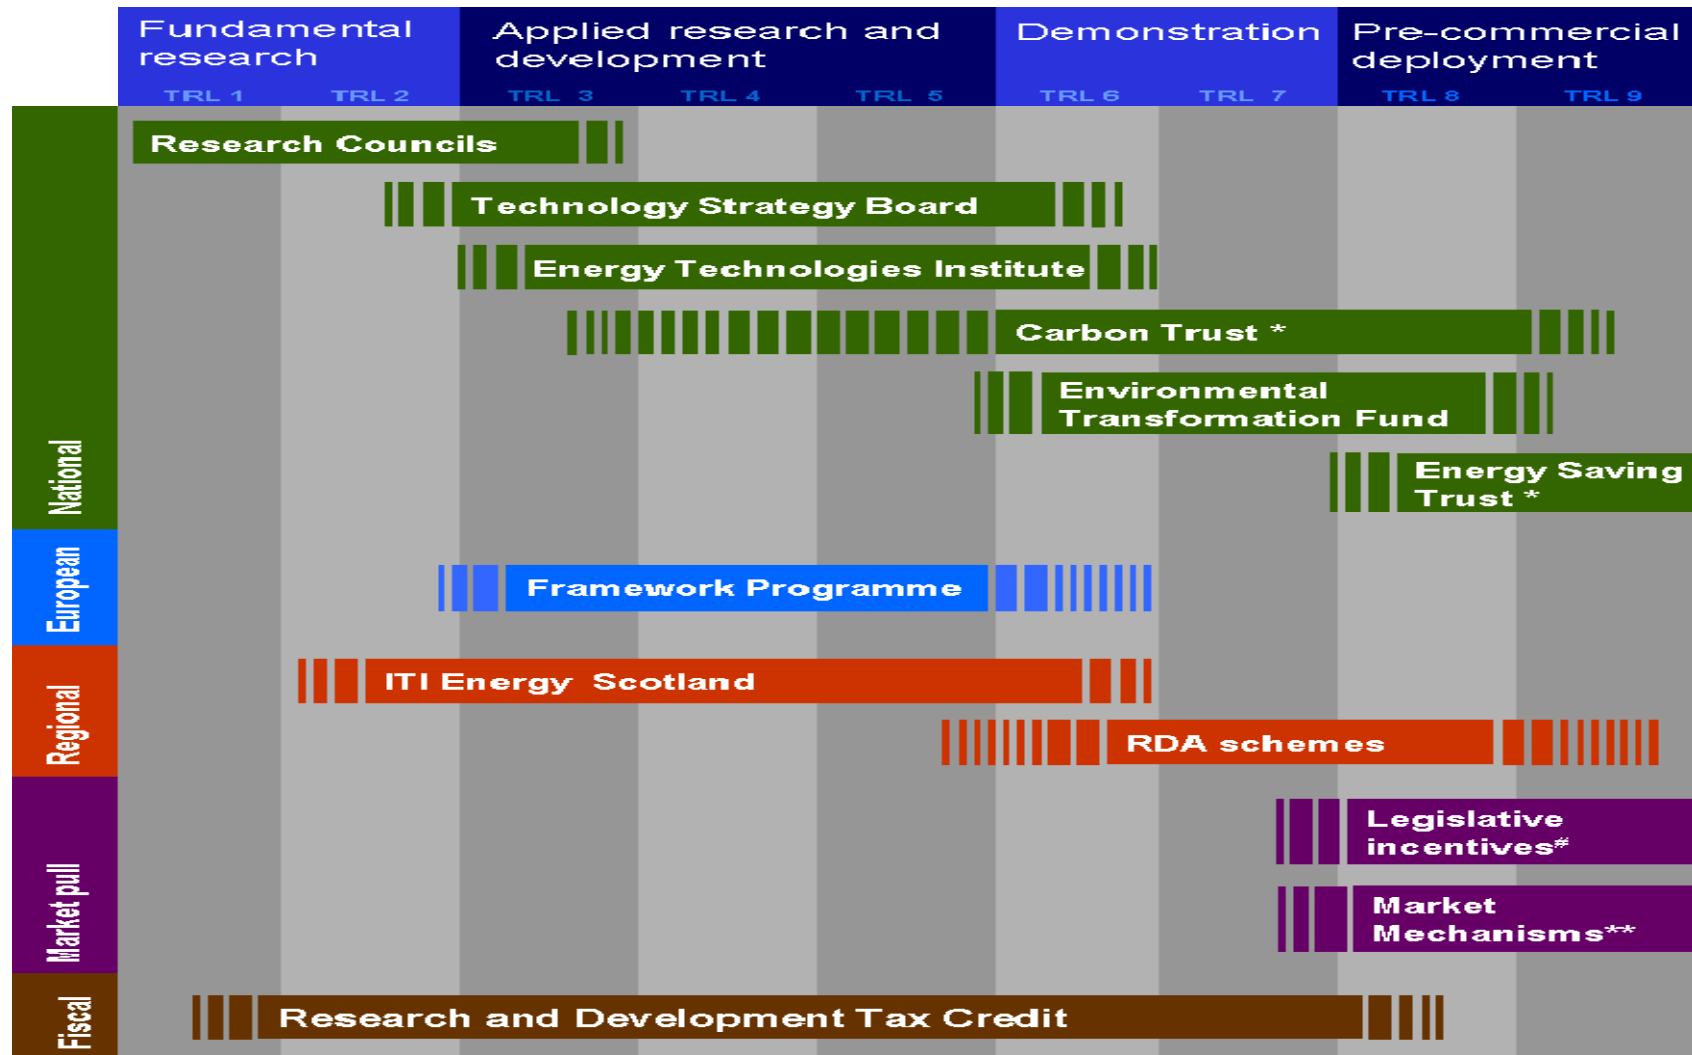 Fundamental
research
Applied research and
development
Demonstration
Pre-commercial
deployment
TRL 1
TRL 2
TRL 3
TRL 4
TRL 5
TRL 6
TRL 7
TRL 8
TRL 9
National
Research Councils
Technology Strategy Board
Energy Technologies Institute
Carbon Trust *
Environmental
Transformation Fund
Energy Saving
Trust *
European
Framework Programme
Regional
ITI Energy Scotland
RDA schemes
Market pull
Legislative
incentives#
Market
Mechanisms**
Fiscal
Research and Development Tax Credit